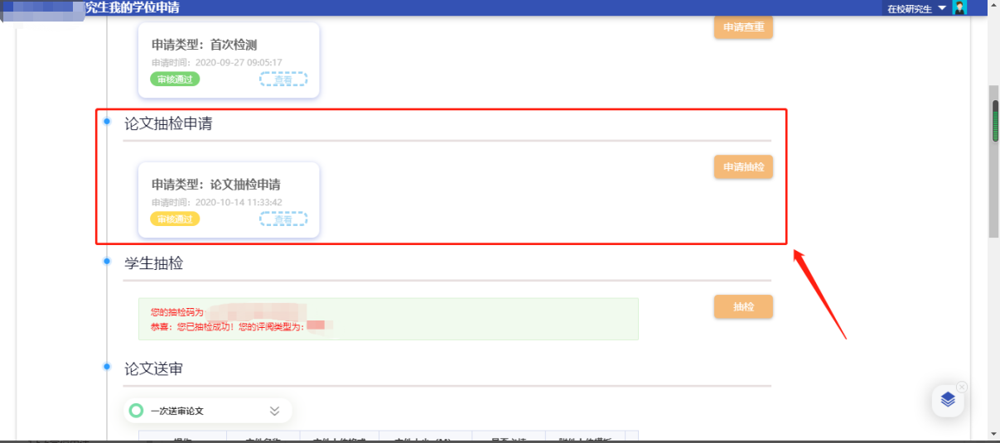 究生我的学位申请
在校研究生
申请查重
申请类型：首次检测
申请时间：2020-09-27 09:05:17
审核通过
查看
论文抽检申请
申请抽检
申请类型：论文抽检申请
申请时间：2020-10-14 11:33:42
审核通过
查看
学生抽检
您的抽检码为
抽检
恭喜：您已抽检成功！您的评阅类型为：
论文送审
一次送审论文